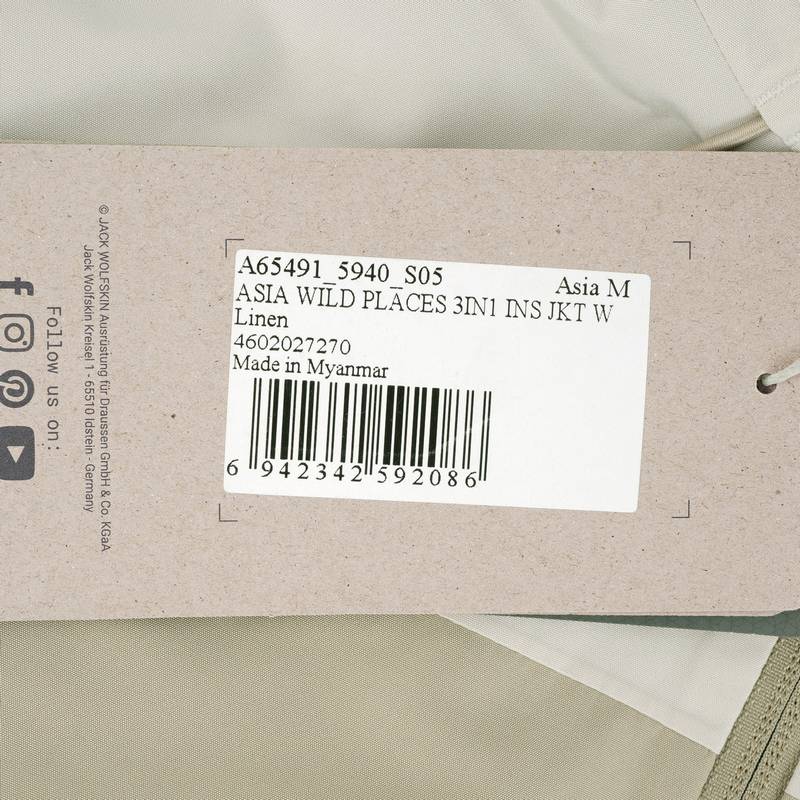 A65491_5940_S05
Asia M
ASIA WILD PLACES 3IN1 INS JKT W
Linen
4602027270
Made in Myanmar
6 942342 592086
Follow us on:
© JACK WOLFSKIN Ausrüstung für Draussen GmbH & Co. KGaA
Jack Wolfskin Kreisel 1 - 65510 Idstein - Germany